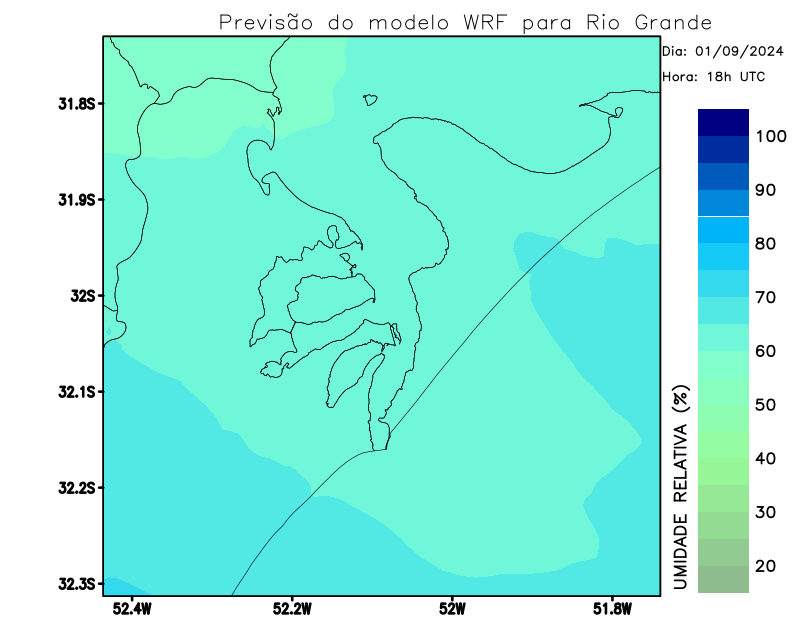 Previsão do modelo WRF para Rio Grande
Dia: 01/09/2024
Hora: 18h UTC
31.8S
31.9S
32S
32.1S
32.2S
32.3S
52.4W 52.2W 52W 51.8W
100
90
80
70
60
50
40
30
20
UMIDADE RELATIVA (%)